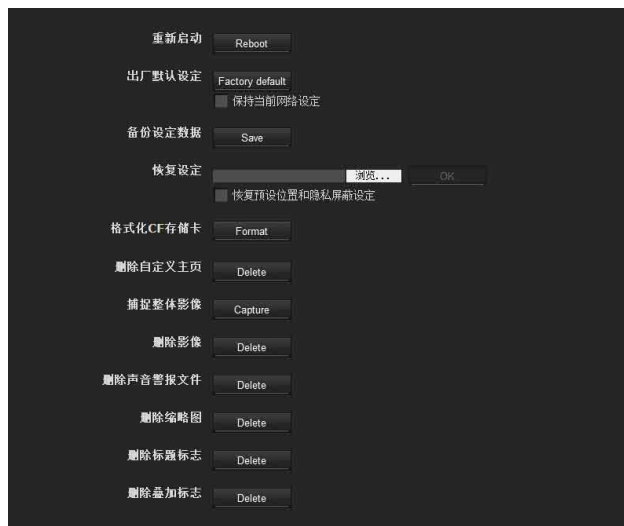 重新启动 Reboot
出厂默认设定 Factory default
保持当前网络设定
备份设定数据 Save
恢复设定 浏览... OK
恢复预设位置和隐私屏蔽设定
格式化CF存储卡 Format
删除自定义主页 Delete
捕捉整体影像 Capture
删除影像 Delete
删除声音警报文件 Delete
删除缩略图 Delete
删除标题标志 Delete
删除叠加标志 Delete